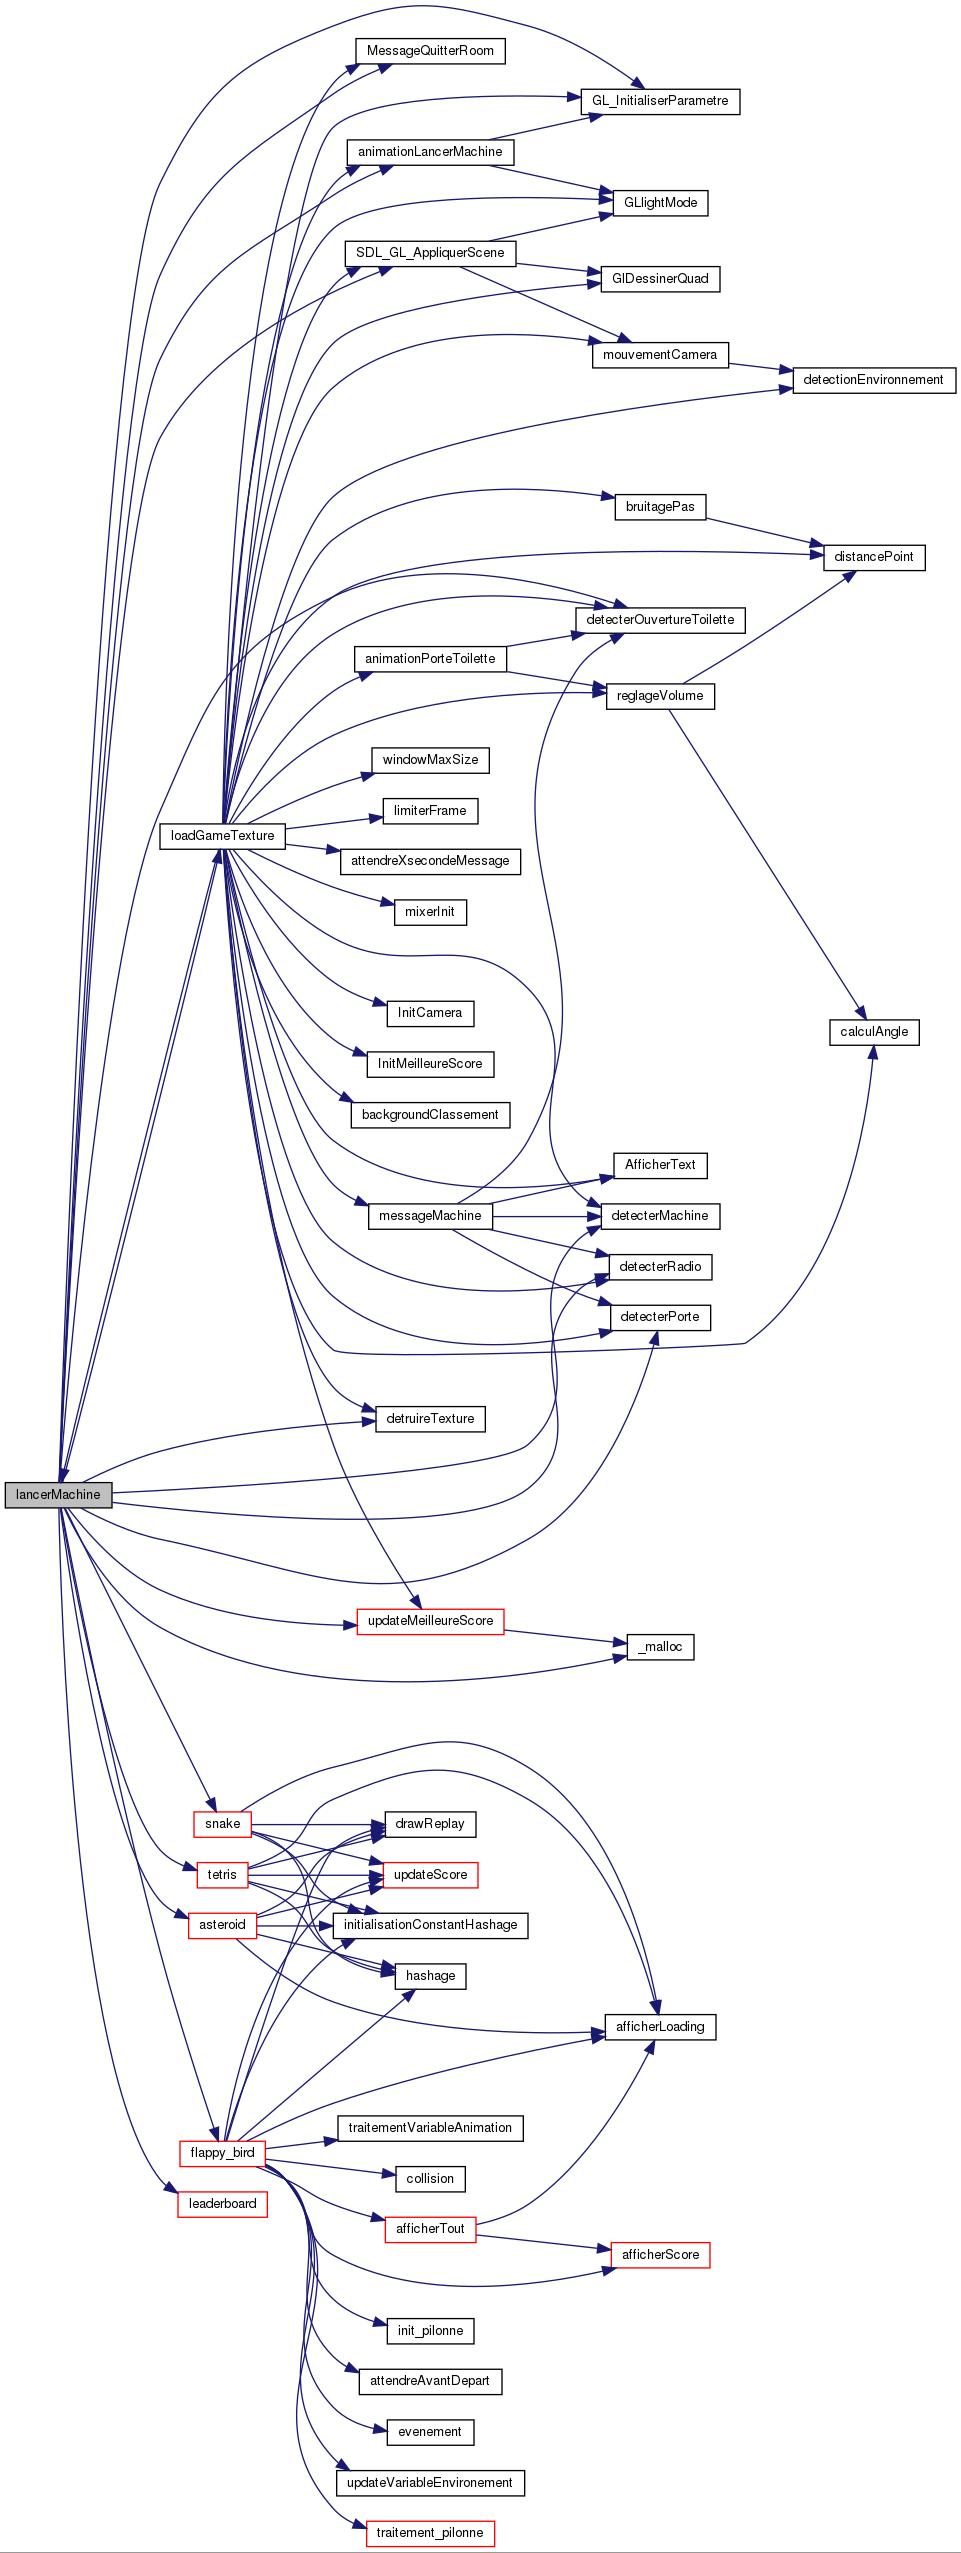 MessageQuitterRoom
GL_InitialiserParametre
animationLancerMachine
GLlightMode
SDL_GL_AppliquerScene
GlDessinerQuad
mouvementCamera
detectionEnvironnement
bruitagePas
distancePoint
detecterOuvertureToilette
animationPorteToilette
reglageVolume
windowMaxSize
limiterFrame
loadGameTexture
attendreXsecondeMessage
mixerInit
InitCamera
calculAngle
InitMeilleureScore
backgroundClassement
AfficherText
messageMachine
detecterMachine
detecterRadio
detecterPorte
detruireTexture
lancerMachine
updateMeilleureScore
_malloc
snake
drawReplay
tetris
updateScore
asteroid
initialisationConstantHashage
hashage
afficherLoading
traitementVariableAnimation
flappy_bird
collision
leaderboard
afficherTout
afficherScore
init_pilonne
attendreAvantDepart
evenement
updateVariableEnvironement
traitement_pilonne